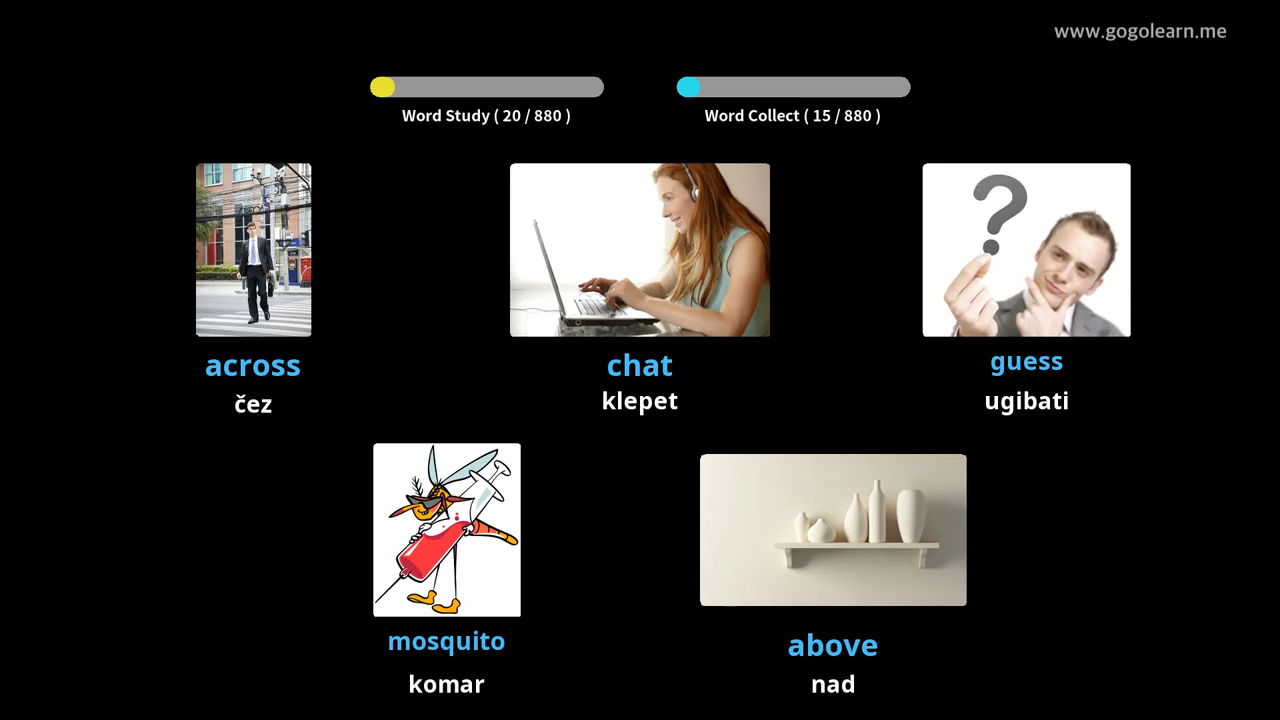 www.gogolearn.me
Word Study ( 20 / 880 )
Word Collect ( 15 / 880 )
across
čez
chat
klepet
guess
ugibati
mosquito
komar
above
nad